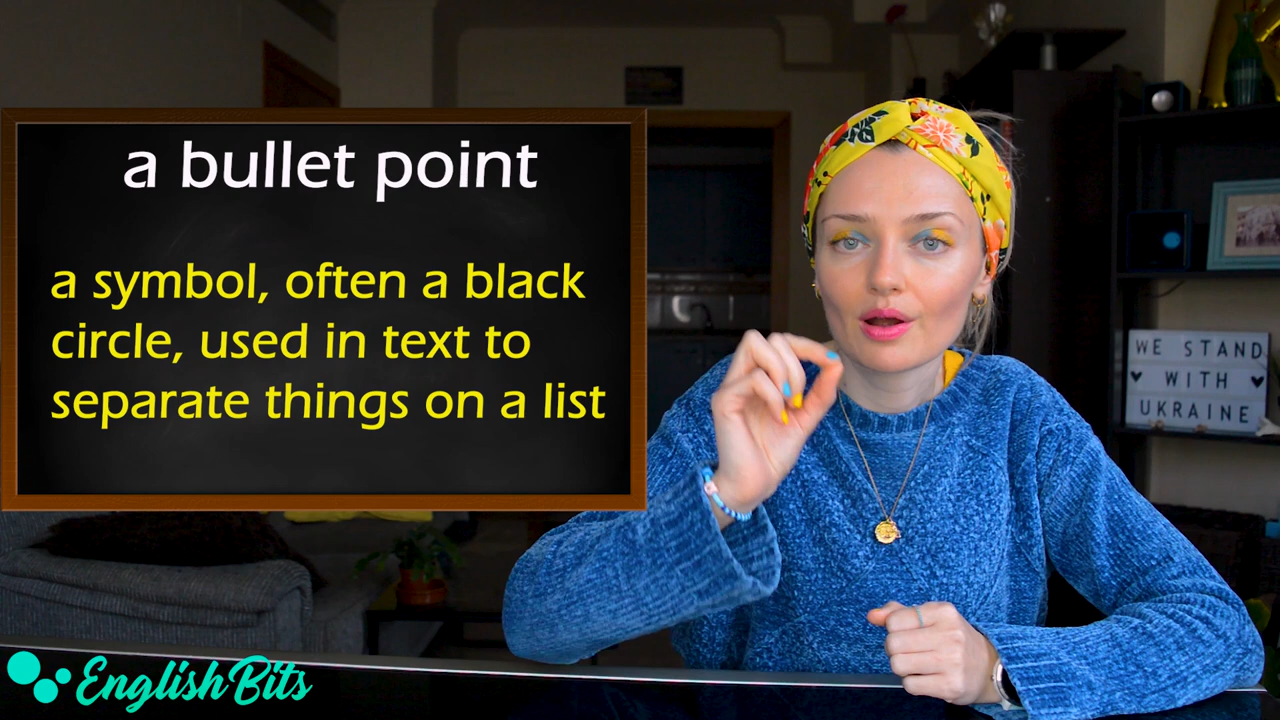 a bullet point
a symbol, often a black
circle, used in text to
separate things on a list
WE STAND
WITH
UKRAINE
EnglishBits